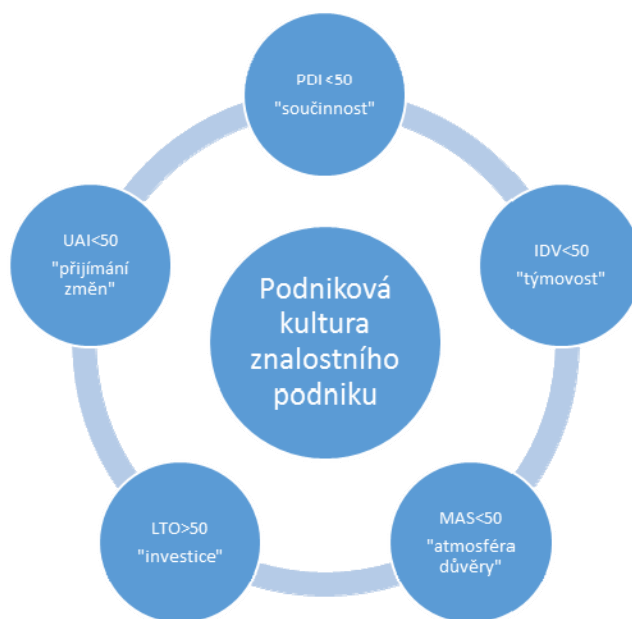 PDI<50
"součinnost"
UAI<50
"přijímání
změn"
IDV<50
"týmovost"
Podniková
kultura
znalostního
podniku
LTO>50
"investice"
MAS<50
"atmosféra
důvěry"